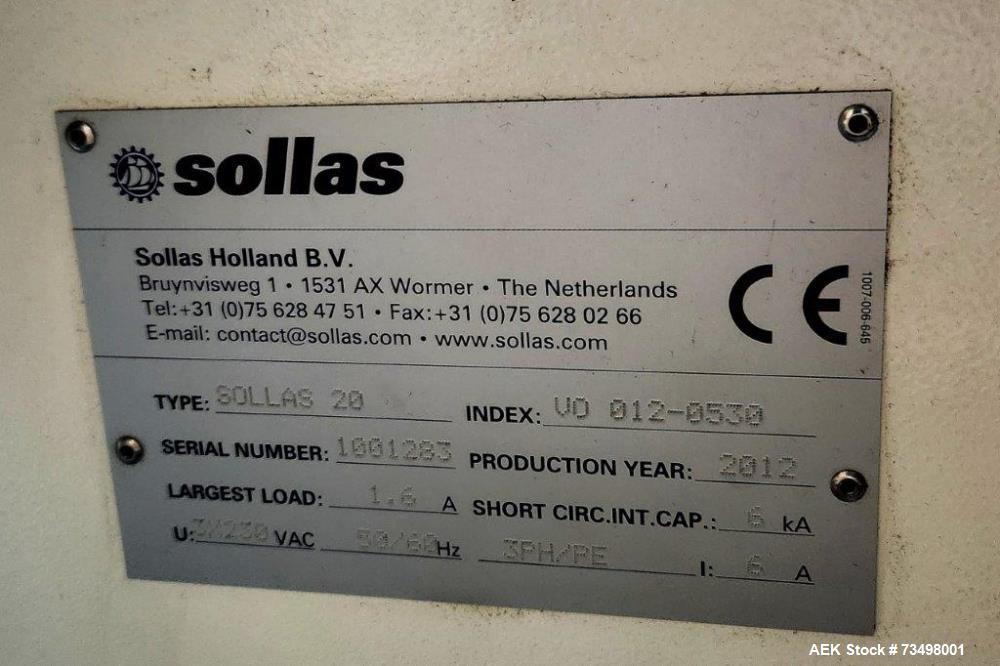 sollas
Sollas Holland B.V.
Bruynvisweg 1 • 1531 AX Wormer • The Netherlands
Tel:+31 (0)75 628 47 51 • Fax:+31 (0)75 628 02 66
E-mail: contact@sollas.com • www.sollas.com
CE
1007-006-645
TYPE: SOLLAS 20 INDEX: VO 012-0530
SERIAL NUMBER: 1001283 PRODUCTION YEAR: 2012
LARGEST LOAD: 1.6 A SHORT CIRC.INT.CAP.: 6 kA
U: 3X230 VAC 50/60Hz 3PH/PE I: 6 A
AEK Stock # 73498001